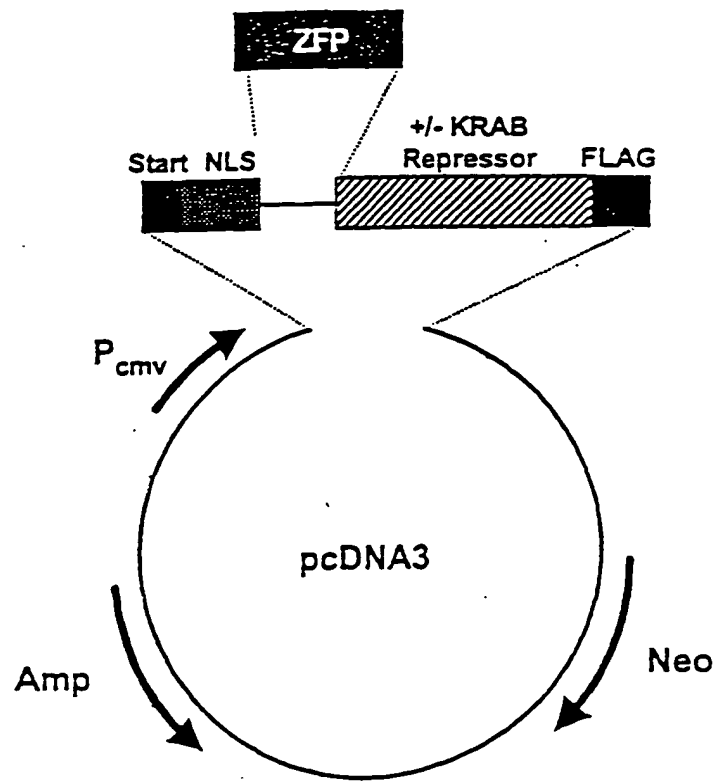 ZFP
+/- KRAB
Repressor
Start NLS
FLAG
Pcmv
pcDNA3
Amp
Neo